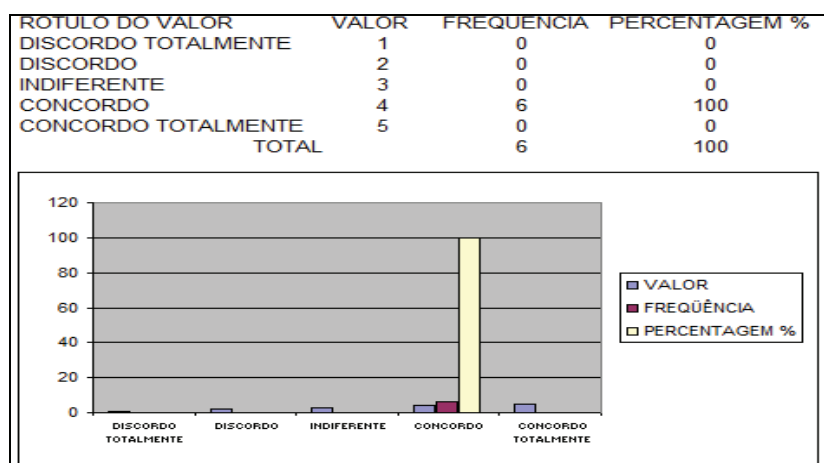 RÓTULO DO VALOR VALOR FREQUÊNCIA PERCENTAGEM %
DISCORDO TOTALMENTE 1 0 0
DISCORDO 2 0 0
INDIFERENTE 3 0 0
CONCORDO 4 6 100
CONCORDO TOTALMENTE 5 0 0
TOTAL 6 100
120
100
80
60
40
20
0
DISCORDO TOTALMENTE
DISCORDO
INDIFERENTE
CONCORDO
CONCORDO TOTALMENTE
VALOR
FREQÜÊNCIA
PERCENTAGEM %